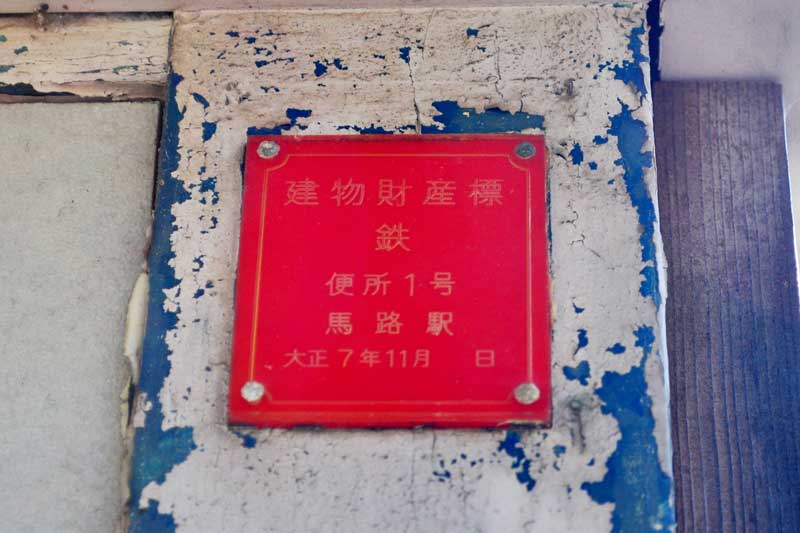 建物財産標
鉄
便所1号
馬路駅
大正7年11月 日